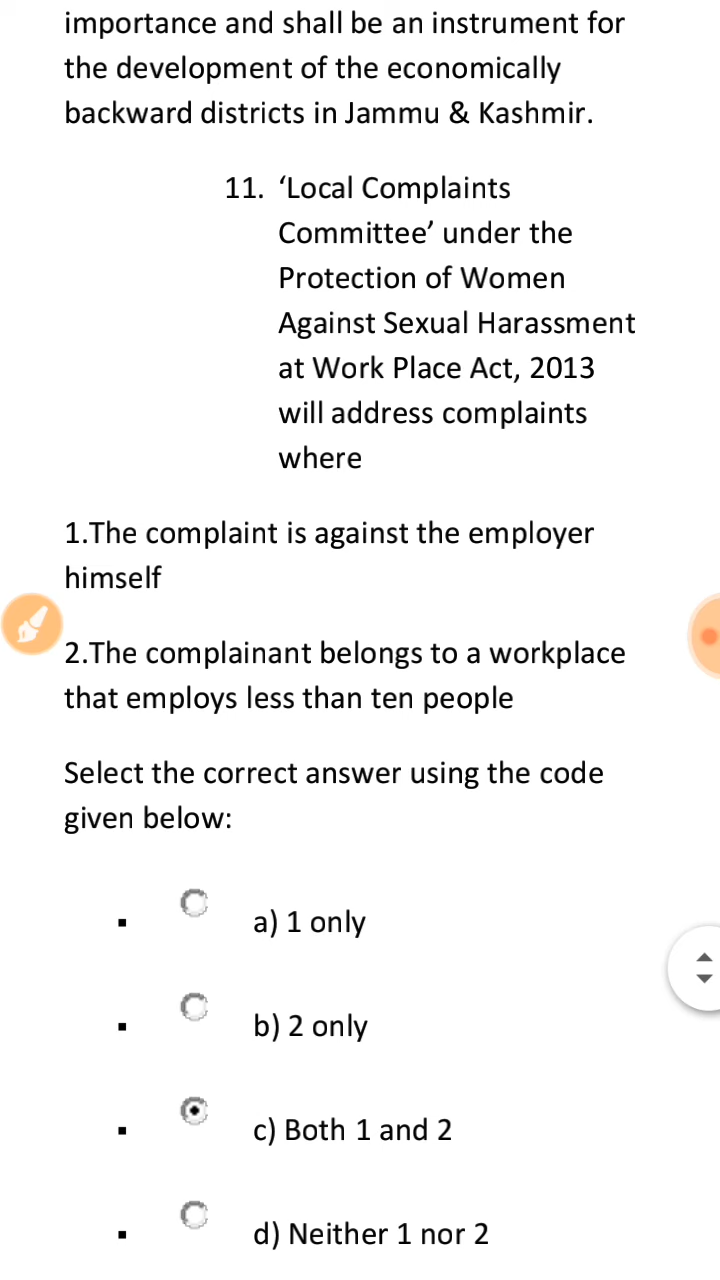 importance and shall be an instrument for
the development of the economically
backward districts in Jammu & Kashmir.
11. ‘Local Complaints
Committee’ under the
Protection of Women
Against Sexual Harassment
at Work Place Act, 2013
will address complaints
where
1.The complaint is against the employer
himself
2.The complainant belongs to a workplace
that employs less than ten people
Select the correct answer using the code
given below:
▪ a) 1 only
▪ b) 2 only
▪ c) Both 1 and 2
▪ d) Neither 1 nor 2